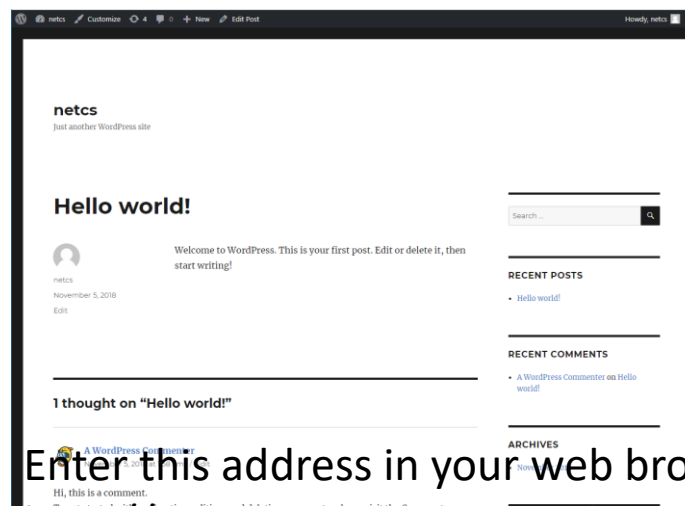 netcs Customize 4 0 + New Edit Post Howdy, netcs
netcs
Just another WordPress site
Hello world!
netcs
November 5, 2018
Edit
Welcome to WordPress. This is your first post. Edit or delete it, then
start writing!
1 thought on “Hello world!”
A WordPress Commenter
Hi, this is a comment.
Search …
RECENT POSTS
Hello world!
RECENT COMMENTS
A WordPress Commenter on Hello
world!
ARCHIVES
Enter this address in your web bro